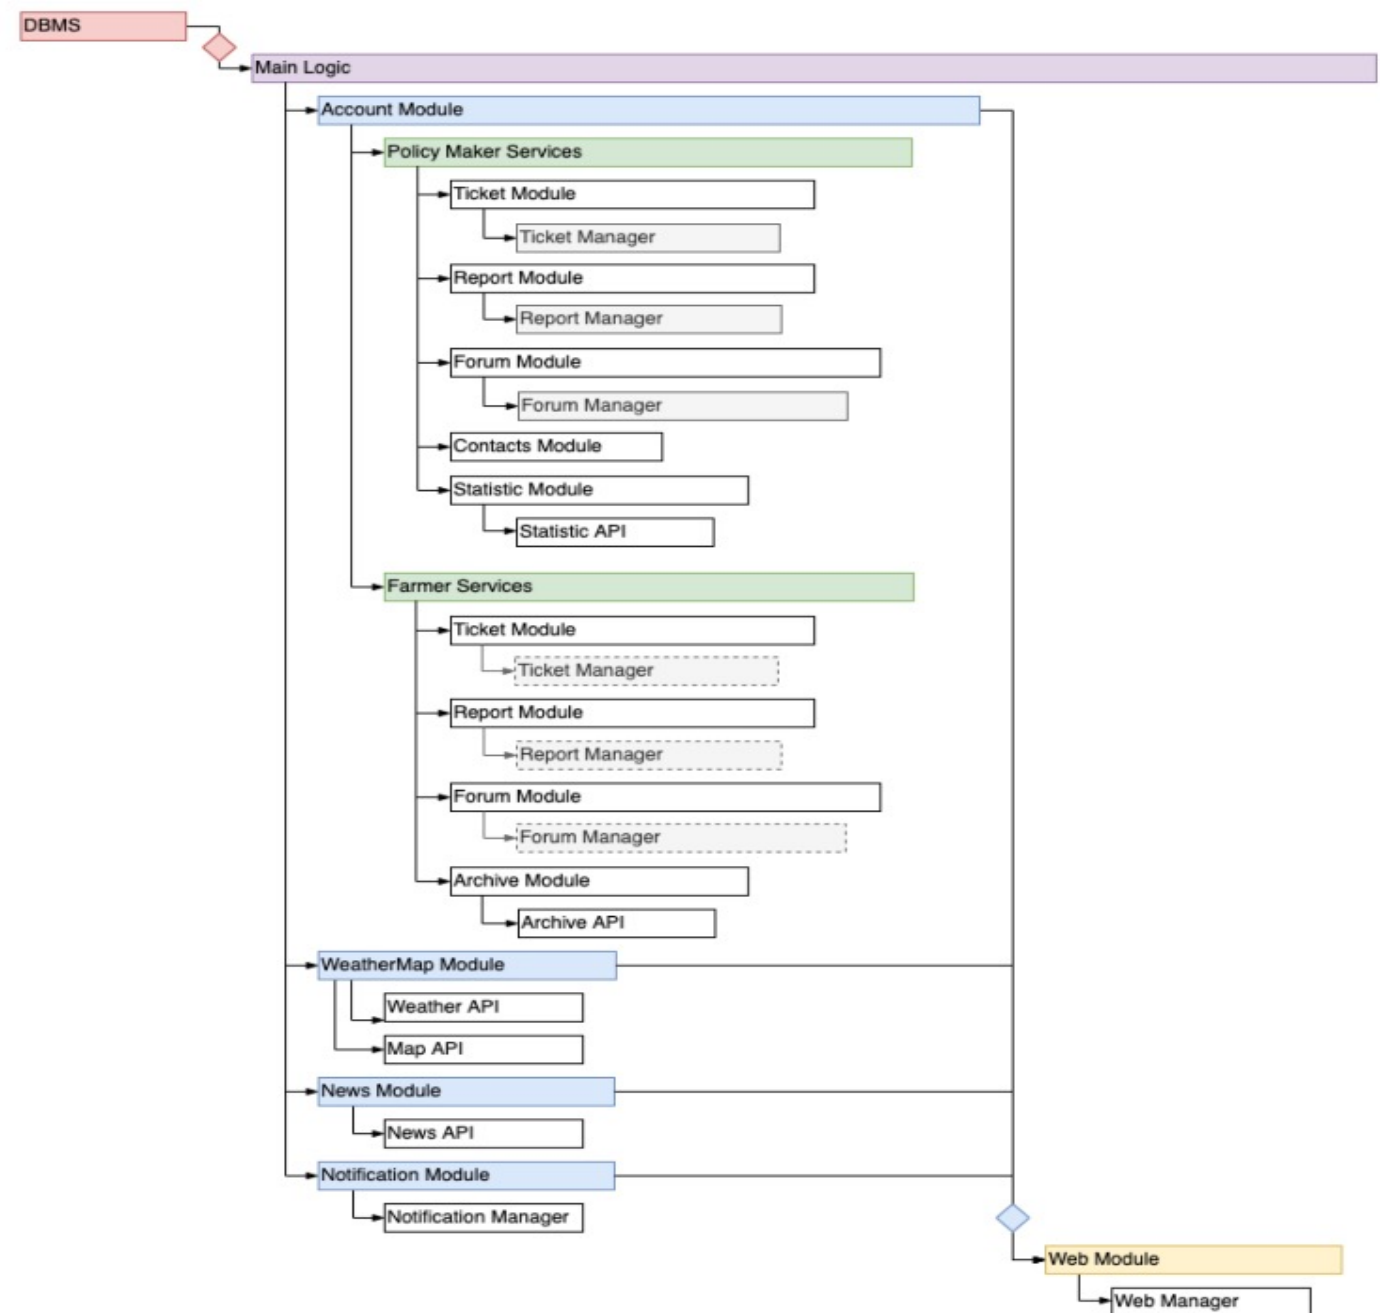 DBMS
Main Logic
Account Module
Policy Maker Services
Ticket Module
Ticket Manager
Report Module
Report Manager
Forum Module
Forum Manager
Contacts Module
Statistic Module
Statistic API
Farmer Services
Ticket Module
Ticket Manager
Report Module
Report Manager
Forum Module
Forum Manager
Archive Module
Archive API
WeatherMap Module
Weather API
Map API
News Module
News API
Notification Module
Notification Manager
Web Module
Web Manager